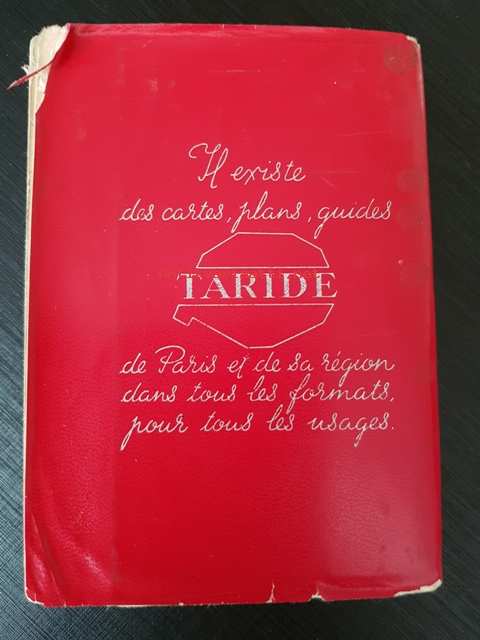 Il existe
des cartes, plans, guides
TARIDE
de Paris et de sa région
dans tous les formats,
pour tous les usages.